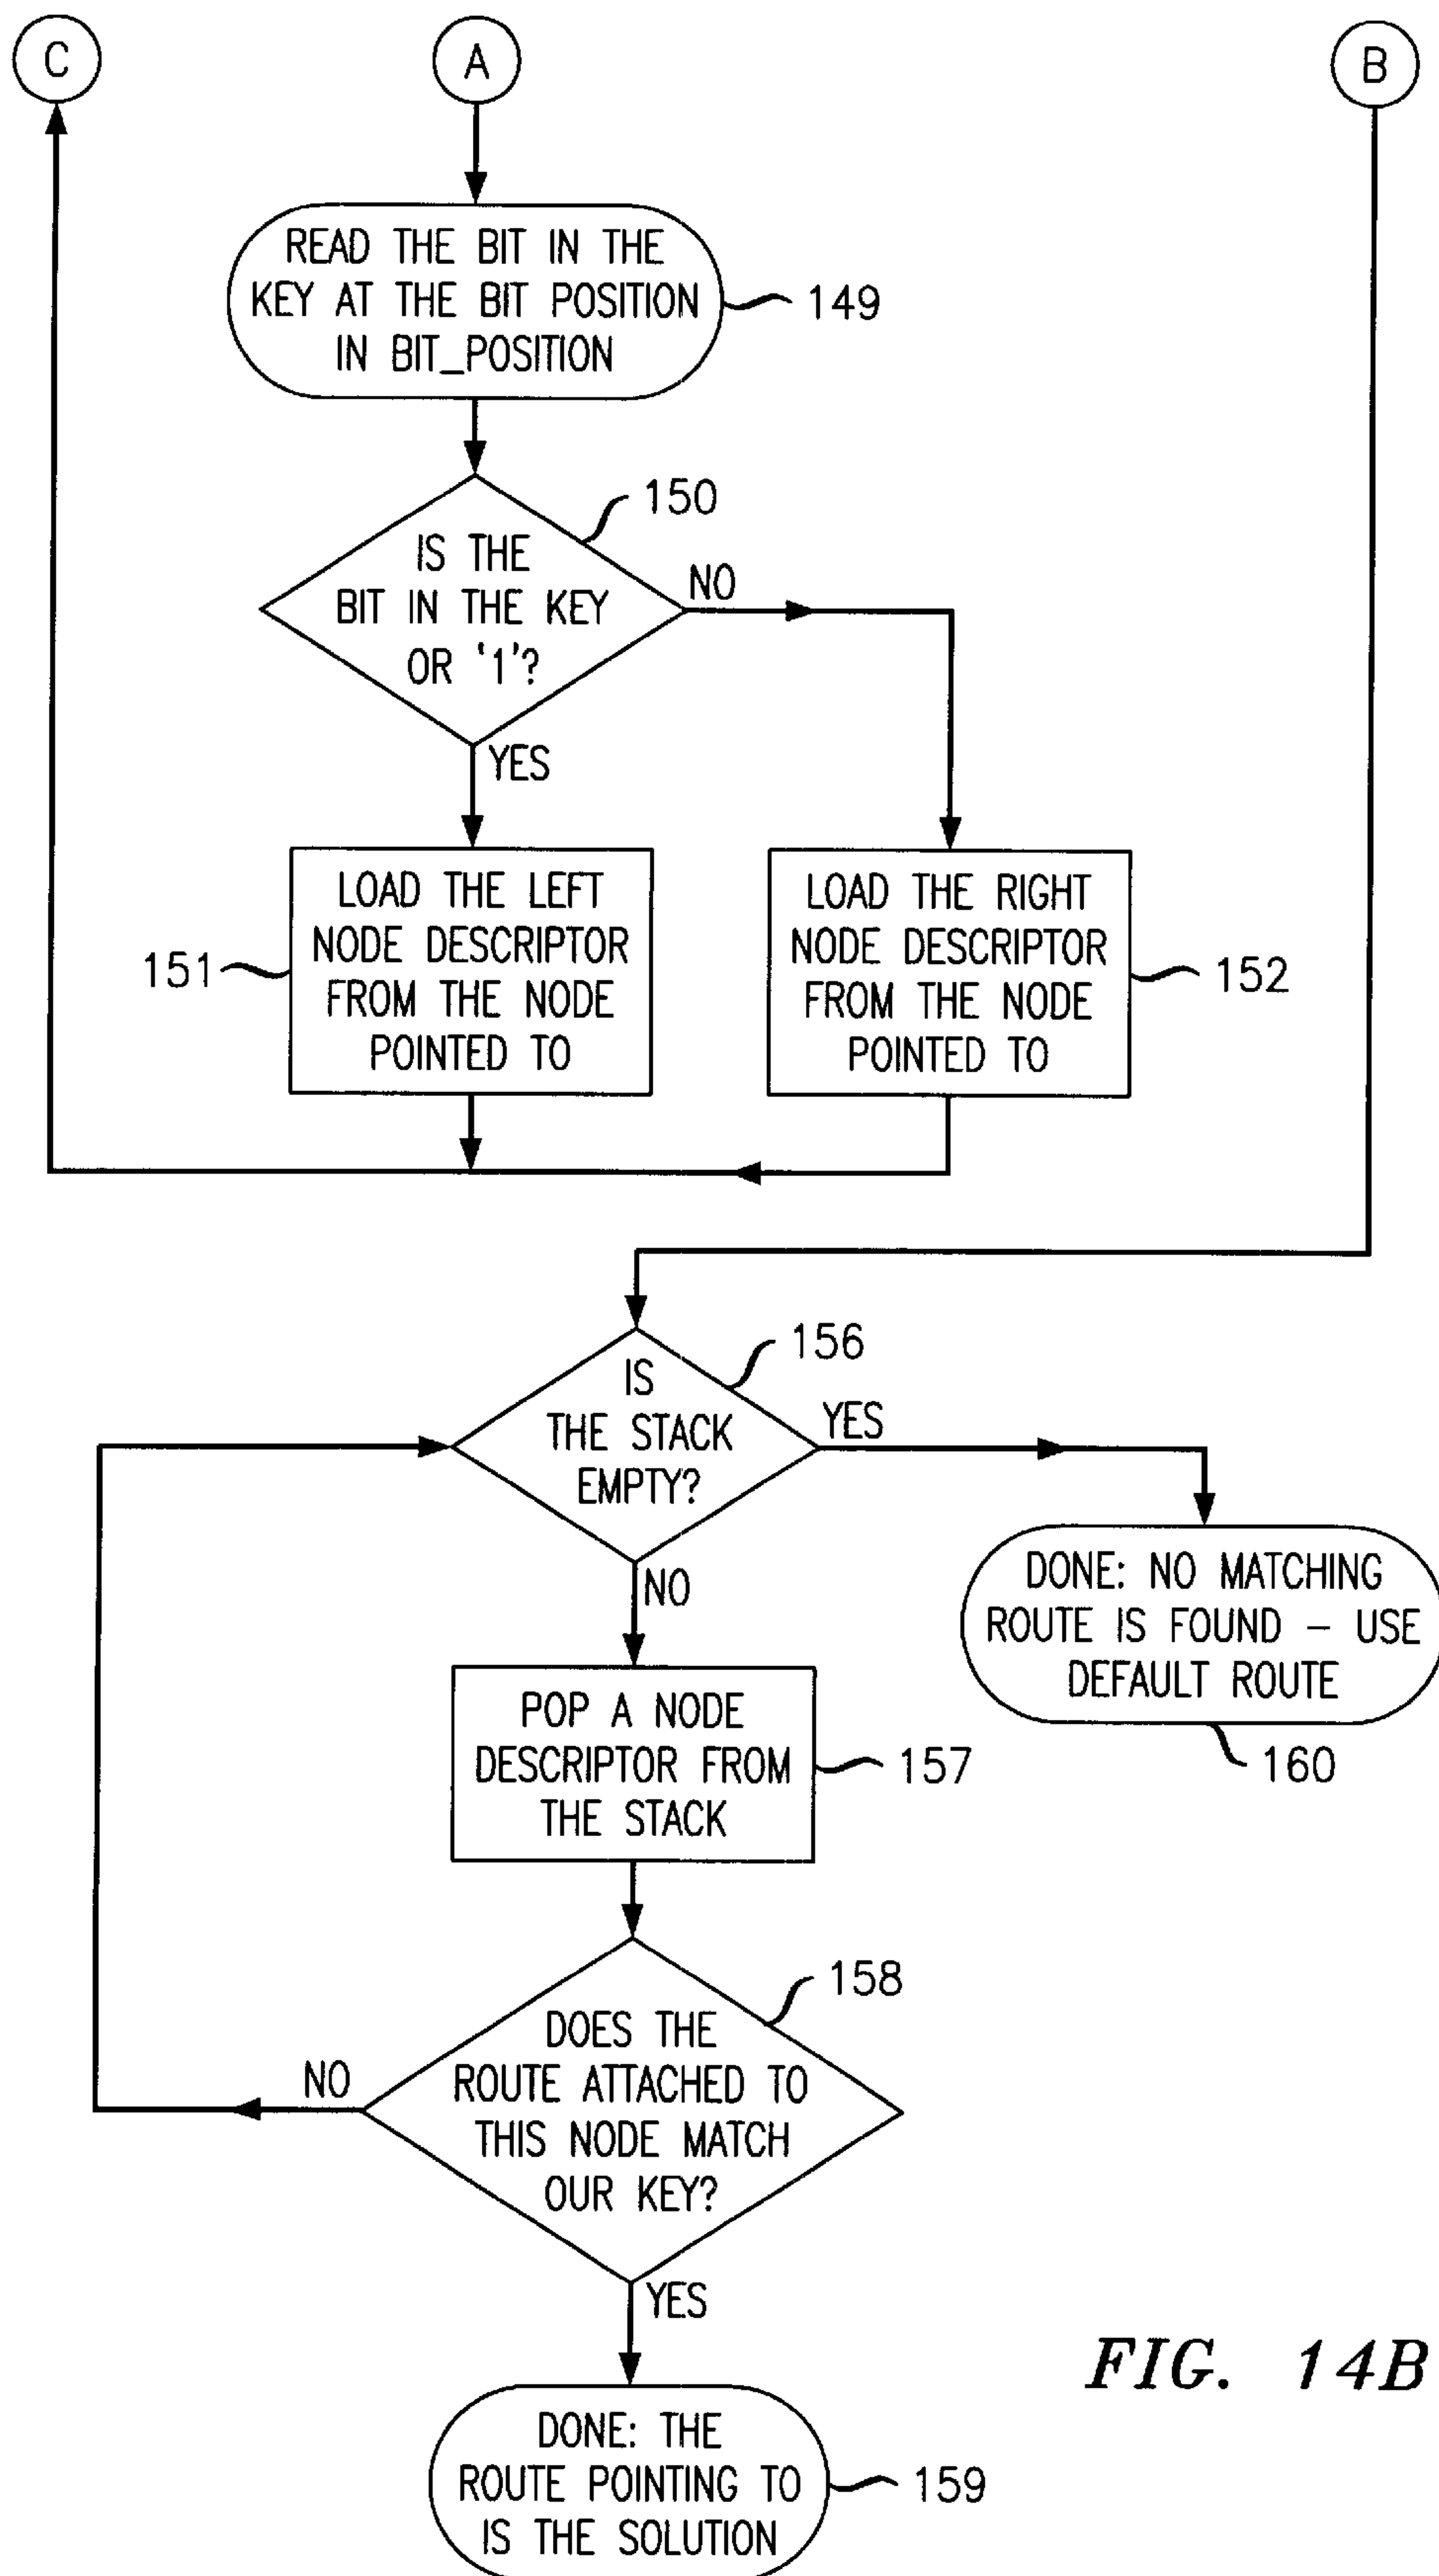 C
A
B
READ THE BIT IN THE
KEY AT THE BIT POSITION
IN BIT_POSITION
149
150
IS THE
BIT IN THE KEY
OR '1'?
NO
YES
LOAD THE LEFT
NODE DESCRIPTOR
FROM THE NODE
POINTED TO
151
LOAD THE RIGHT
NODE DESCRIPTOR
FROM THE NODE
POINTED TO
152
156
IS
THE STACK
EMPTY?
YES
NO
DONE: NO MATCHING
ROUTE IS FOUND – USE
DEFAULT ROUTE
160
POP A NODE
DESCRIPTOR FROM
THE STACK
157
158
DOES THE
ROUTE ATTACHED TO
THIS NODE MATCH
OUR KEY?
NO
YES
DONE: THE
ROUTE POINTING TO
IS THE SOLUTION
159
FIG. 14B